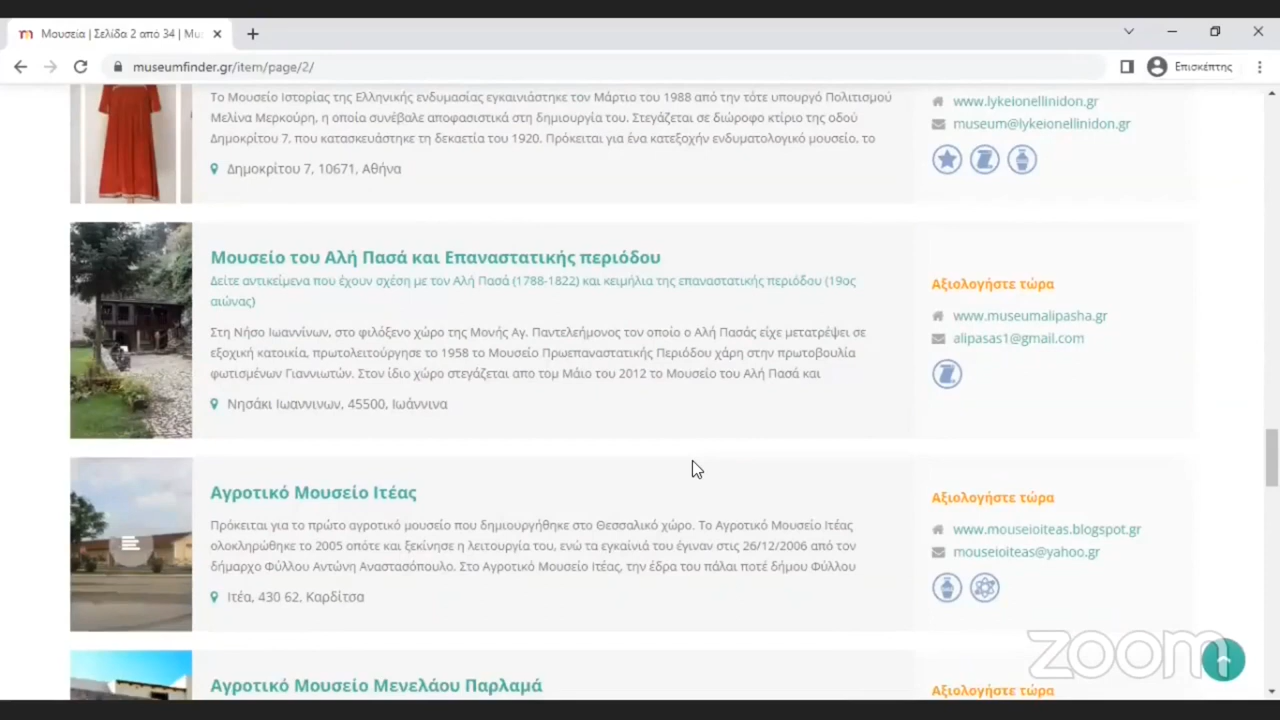 Μουσεία | Σελίδα 2 από 34 | Mu
museumfinder.gr/item/page/2/
Επισκέπτης
Το Μουσείο Ιστορίας της Ελληνικής ενδυμασίας εγκαινιάστηκε τον Μάρτιο του 1988 από την τότε υπουργό Πολιτισμού
Μελίνα Μερκούρη, η οποία συνέβαλε αποφασιστικά στη δημιουργία του. Στεγάζεται σε διώροφο κτίριο της οδού
Δημοκρίτου 7, που κατασκευάστηκε τη δεκαετία του 1920. Πρόκειται για ένα κατεξοχήν ενδυματολογικό μουσείο, το
Δημοκρίτου 7, 10671, Αθήνα
www.lykeionellinidon.gr
museum@lykeionellinidon.gr
Μουσείο του Αλή Πασά και Επαναστατικής περιόδου
Δείτε αντικείμενα που έχουν σχέση με τον Αλή Πασά (1788-1822) και κειμήλια της επαναστατικής περιόδου (19ος
αιώνας)
Στη Νήσο Ιωαννίνων, στο φιλόξενο χώρο της Μονής Αγ. Παντελεήμονος τον οποίο ο Αλή Πασάς είχε μετατρέψει σε
εξοχική κατοικία, πρωτολειτούργησε το 1958 το Μουσείο Πρωεπαναστατικής Περιόδου χάρη στην πρωτοβουλία
φωτισμένων Γιαννιωτών. Στον ίδιο χώρο στεγάζεται απο τομ Μάιο του 2012 το Μουσείο του Αλή Πασά και
Νησάκι Ιωαννινων, 45500, Ιωάννινα
Αξιολογήστε τώρα
www.museumalipasha.gr
alipasas1@gmail.com
Αγροτικό Μουσείο Ιτέας
Πρόκειται για το πρώτο αγροτικό μουσείο που δημιουργήθηκε στο Θεσσαλικό χώρο. Το Αγροτικό Μουσείο Ιτέας
ολοκληρώθηκε το 2005 οπότε και ξεκίνησε η λειτουργία του, ενώ τα εγκαίνιά του έγιναν στις 26/12/2006 από τον
δήμαρχο Φύλλου Αντώνη Αναστασόπουλο. Στο Αγροτικό Μουσείο Ιτέας, την έδρα του πάλαι ποτέ δήμου Φύλλου
Ιτέα, 430 62, Καρδίτσα
Αξιολογήστε τώρα
www.mouseioiteas.blogspot.gr
mouseioiteas@yahoo.gr
zoom
Αγροτικό Μουσείο Μενελάου Παρλαμά
Αξιολογήστε τώρα